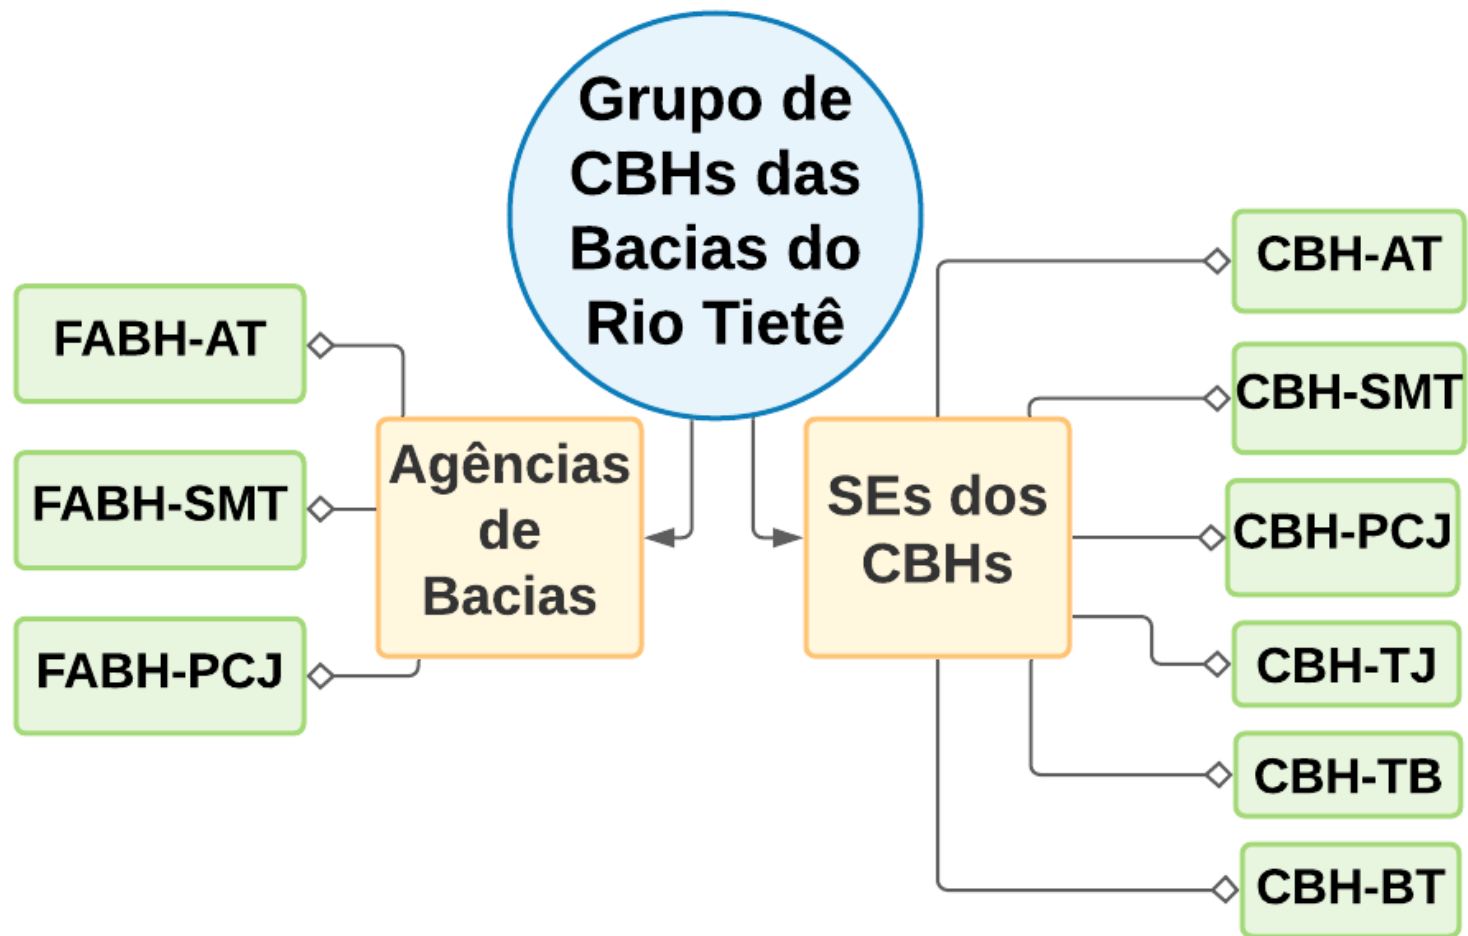 Grupo de
CBHs das
Bacias do
Rio Tietê
FABH-AT
FABH-SMT
FABH-PCJ
Agências
de
Bacias
SEs dos
CBHs
CBH-AT
CBH-SMT
CBH-PCJ
CBH-TJ
CBH-TB
CBH-BT